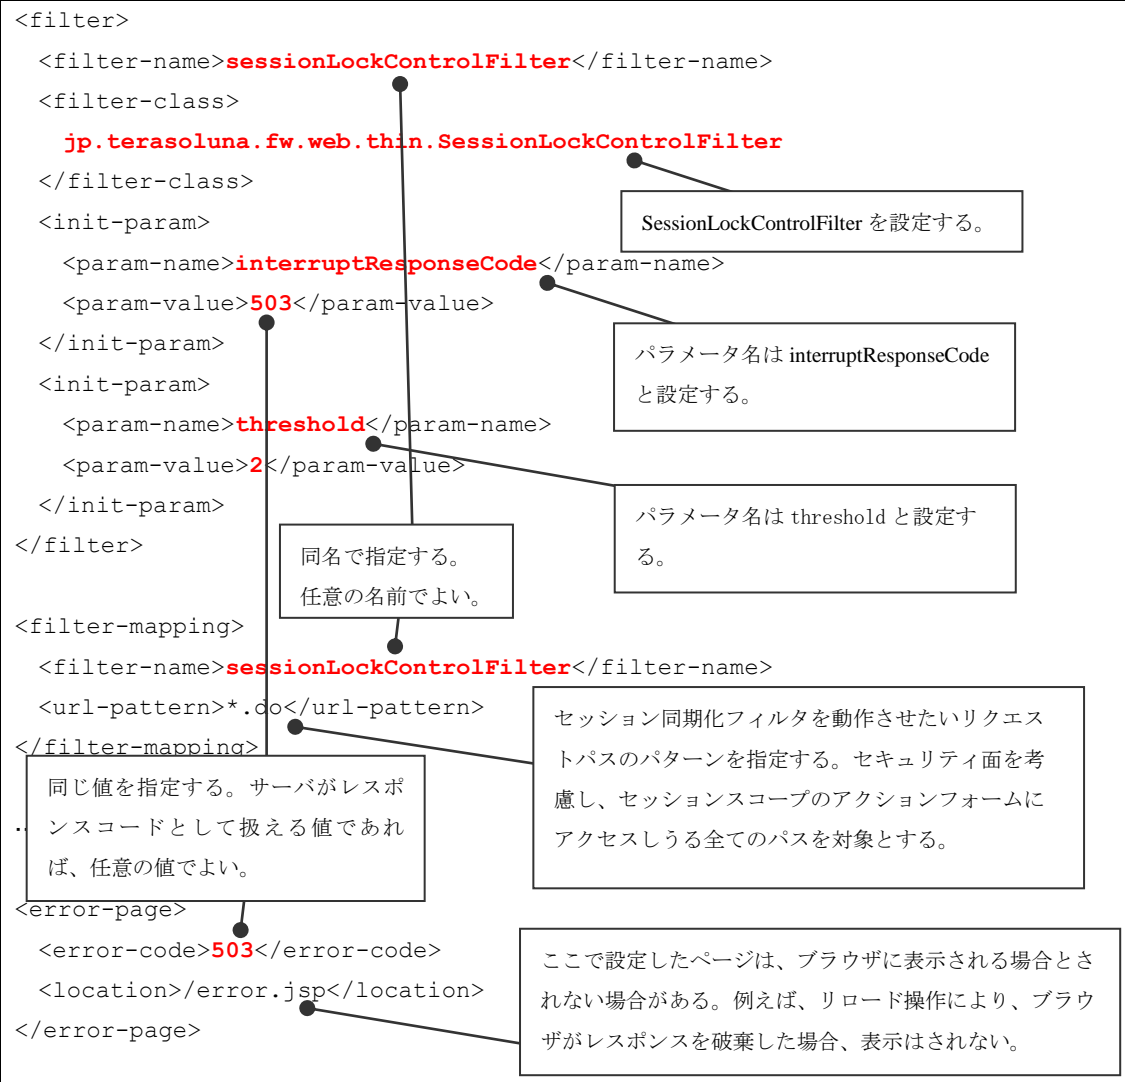 <filter>
<filter-name>sessionLockControlFilter</filter-name>
<filter-class>
jp.terasoluna.fw.web.thin.SessionLockControlFilter
</filter-class>
SessionLockControlFilter を設定する。
<init-param>
<param-name>interruptResponseCode</param-name>
<param-value>503</param-value>
</init-param>
パラメータ名は interruptResponseCode
と設定する。
<init-param>
<param-name>threshold</param-name>
<param-value>2</param-value>
</init-param>
パラメータ名は threshold と設定す
る。
</filter>
同名で指定する。
任意の名前でよい。
<filter-mapping>
<filter-name>sessionLockControlFilter</filter-name>
<url-pattern>*.do</url-pattern>
</filter-mapping>
セッション同期化フィルタを動作させたいリクエス
トパスのパターンを指定する。セキュリティ面を考
慮し、セッションスコープのアクションフォームに
アクセスしうる全てのパスを対象とする。
同じ値を指定する。サーバがレスポ
ンスコードとして扱える値であれ
ば、任意の値でよい。
<error-page>
<error-code>503</error-code>
<location>/error.jsp</location>
</error-page>
ここで設定したページは、ブラウザに表示される場合とさ
れない場合がある。例えば、リロード操作により、ブラウ
ザがレスポンスを破棄した場合、表示はされない。